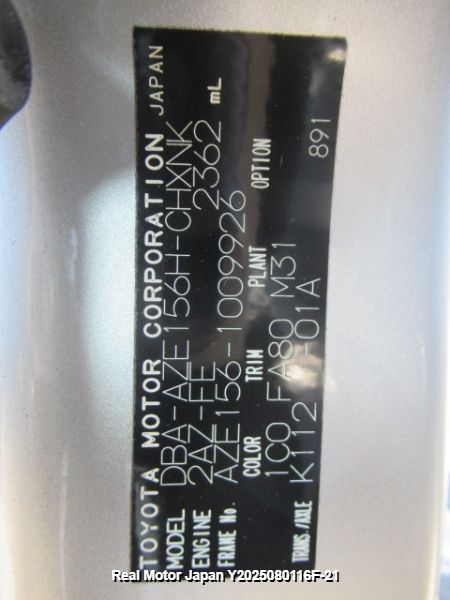 TOYOTA MOTOR CORPORATION JAPAN
MODEL DBA-AZE156H-CHXNK
ENGINE 2AZ-FE 2362 mL
FRAME No. AZE156-1009926
COLOR TRIM PLANT OPTION
1C0 FA80 M31 891
TRANS./AXLE K112 -01A
Real Motor Japan Y2025080116F-21